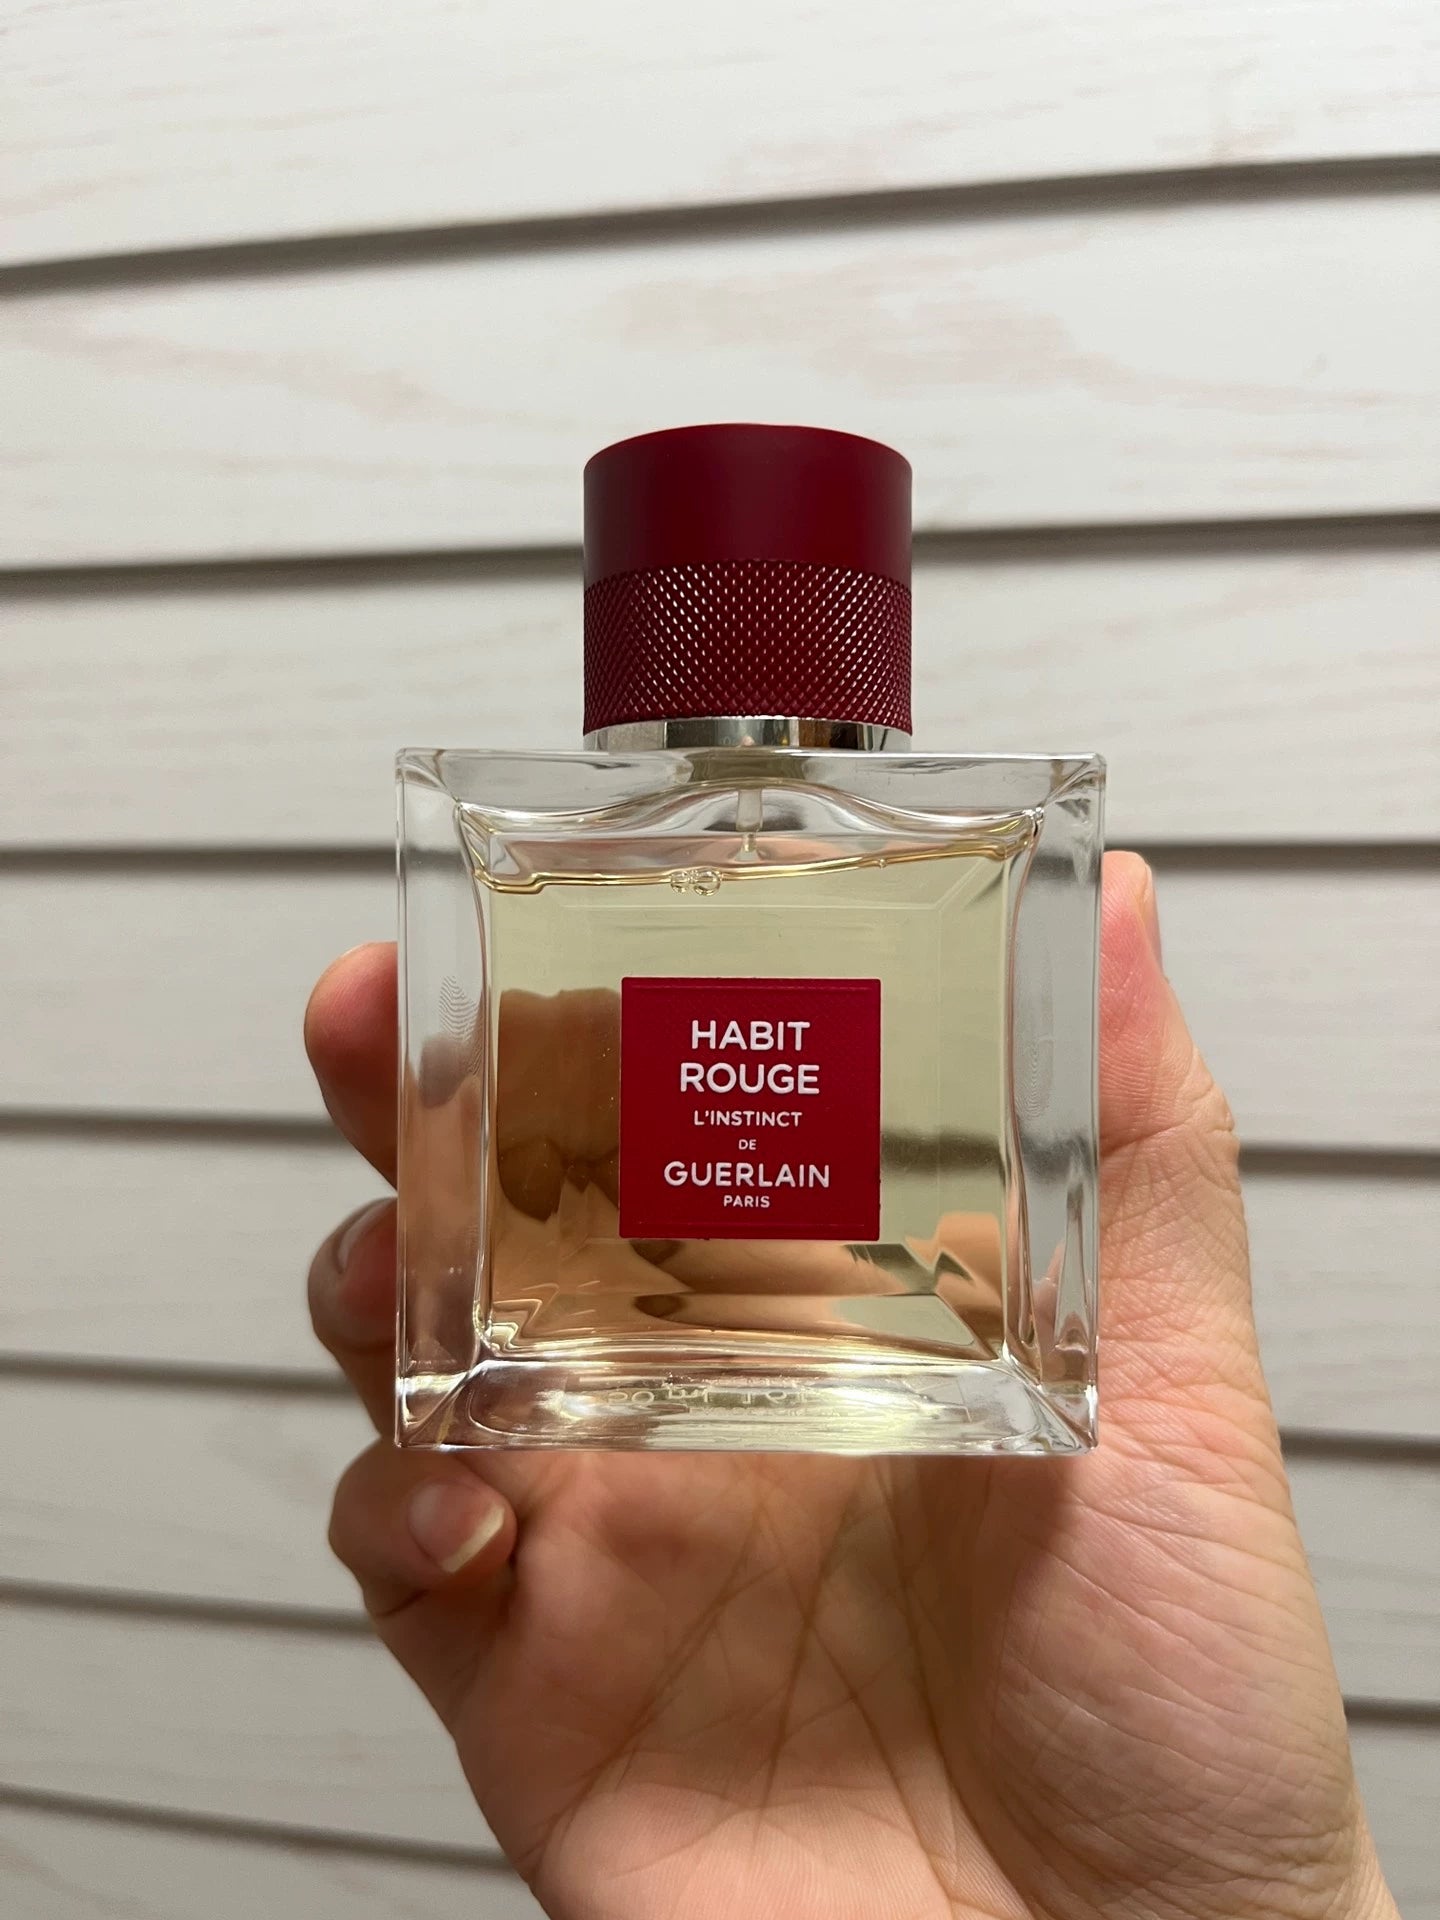 HABIT
ROUGE
L'INSTINCT
DE
GUERLAIN
PARIS